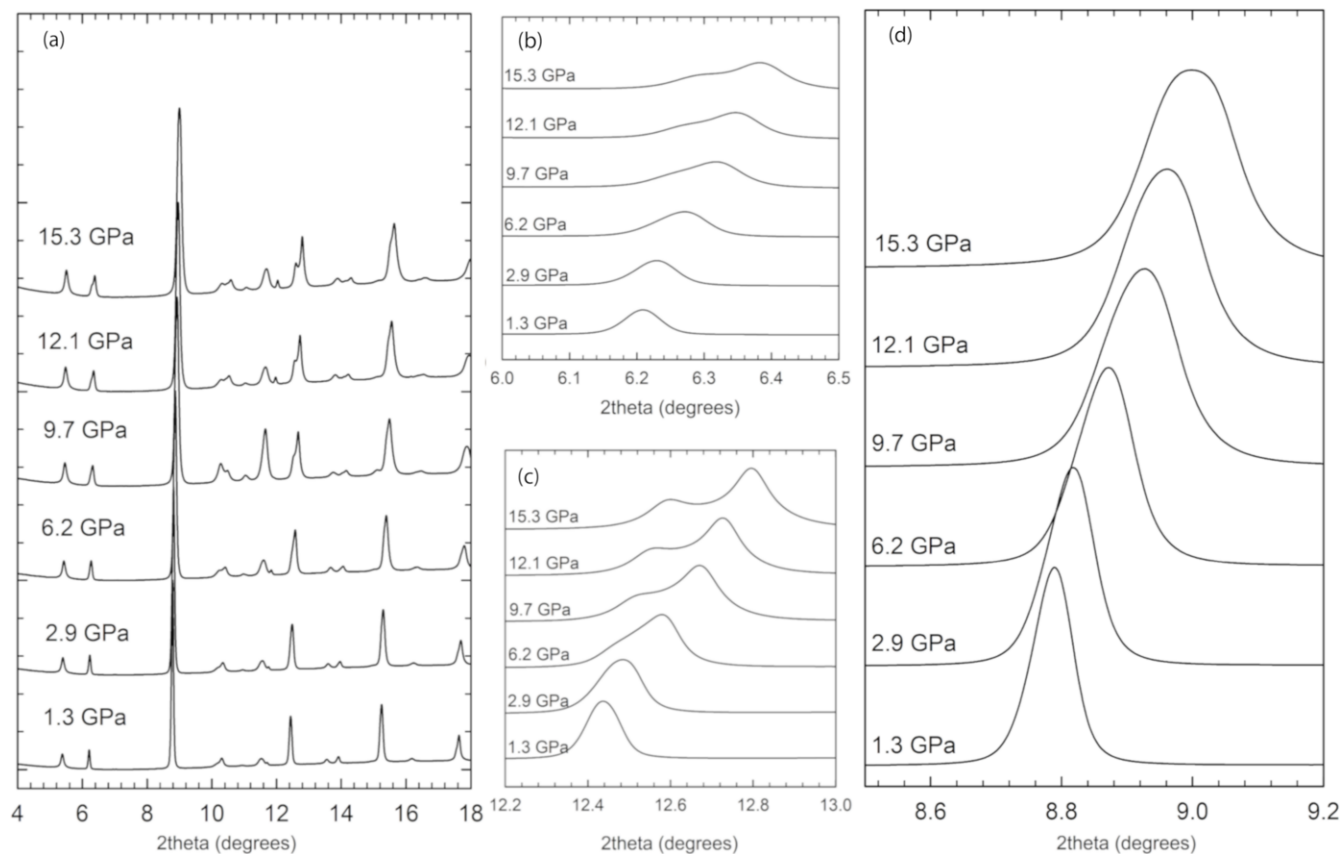 (a)
15.3 GPa
12.1 GPa
9.7 GPa
6.2 GPa
2.9 GPa
1.3 GPa
4 6 8 10 12 14 16 18
2theta (degrees)
(b)
15.3 GPa
12.1 GPa
9.7 GPa
6.2 GPa
2.9 GPa
1.3 GPa
6.0 6.1 6.2 6.3 6.4 6.5
2theta (degrees)
(c)
15.3 GPa
12.1 GPa
9.7 GPa
6.2 GPa
2.9 GPa
1.3 GPa
12.2 12.4 12.6 12.8 13.0
2theta (degrees)
(d)
15.3 GPa
12.1 GPa
9.7 GPa
6.2 GPa
2.9 GPa
1.3 GPa
8.6 8.8 9.0 9.2
2theta (degrees)